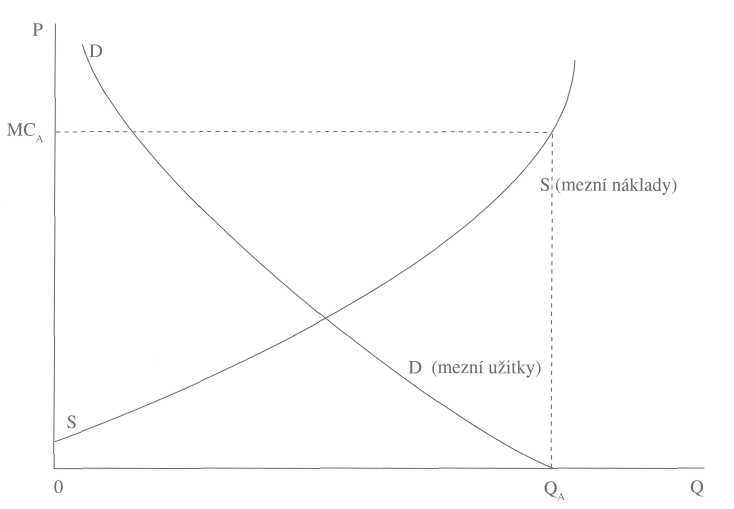 P
D
MC_A
S (mezní náklady)
D (mezní užitky)
S
0
Q_A
Q